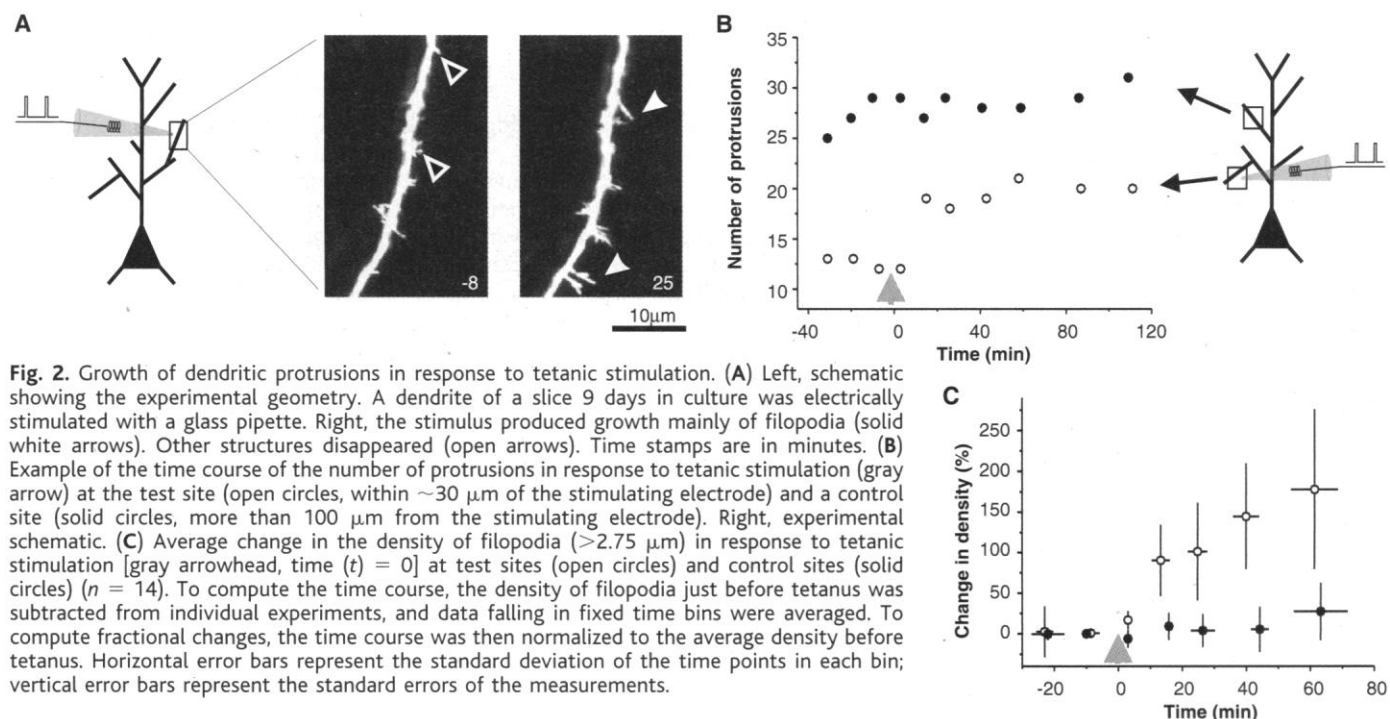 A
-8
25
10μm
B
35
30
25
20
15
10
Number of protrusions
-40
0
40
80
120
Time (min)
Fig. 2. Growth of dendritic protrusions in response to tetanic stimulation. (A) Left, schematic
showing the experimental geometry. A dendrite of a slice 9 days in culture was electrically
stimulated with a glass pipette. Right, the stimulus produced growth mainly of filopodia (solid
white arrows). Other structures disappeared (open arrows). Time stamps are in minutes. (B)
Example of the time course of the number of protrusions in response to tetanic stimulation (gray
arrow) at the test site (open circles, within ~30 μm of the stimulating electrode) and a control
site (solid circles, more than 100 μm from the stimulating electrode). Right, experimental
schematic. (C) Average change in the density of filopodia (>2.75 μm) in response to tetanic
stimulation [gray arrowhead, time (t) = 0] at test sites (open circles) and control sites (solid
circles) (n = 14). To compute the time course, the density of filopodia just before tetanus was
subtracted from individual experiments, and data falling in fixed time bins were averaged. To
compute fractional changes, the time course was then normalized to the average density before
tetanus. Horizontal error bars represent the standard deviation of the time points in each bin;
vertical error bars represent the standard errors of the measurements.
C
250
200
150
100
50
0
Change in density (%)
-20
0
20
40
60
80
Time (min)